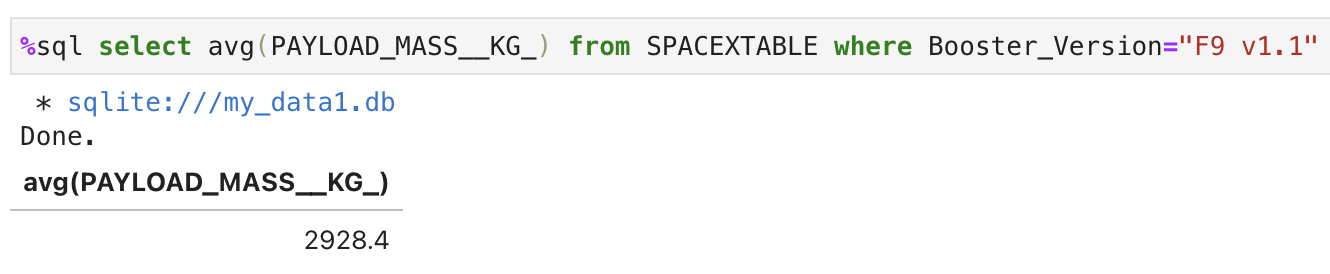 %sql select avg(PAYLOAD_MASS__KG_) from SPACEXTABLE where Booster_Version="F9 v1.1"
* sqlite:///my_data1.db
Done.
avg(PAYLOAD_MASS__KG_)
2928.4